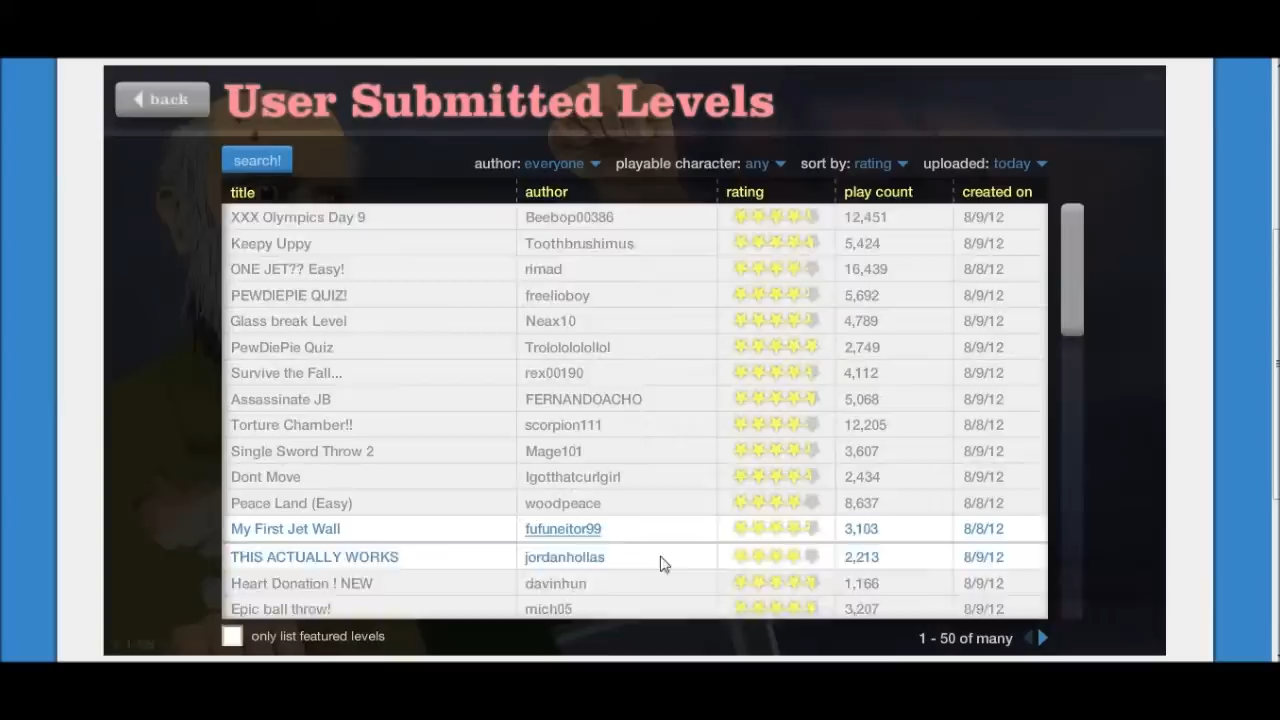 back
User Submitted Levels
search! author: everyone playable character: any sort by: rating uploaded: today
title author rating play count created on
XXX Olympics Day 9 Beebop00386 12,451 8/9/12
Keepy Uppy Toothbrushimus 5,424 8/9/12
ONE JET?? Easy! rimad 16,439 8/8/12
PEWDIEPIE QUIZ! freelioboy 5,692 8/9/12
Glass break Level Neax10 4,789 8/9/12
PewDiePie Quiz Trololololollol 2,749 8/9/12
Survive the Fall... rex00190 4,112 8/9/12
Assassinate JB FERNANDOACHO 5,068 8/9/12
Torture Chamber!! scorpion111 12,205 8/8/12
Single Sword Throw 2 Mage101 3,607 8/9/12
Dont Move Igotthatcurlgirl 2,434 8/9/12
Peace Land (Easy) woodpeace 8,637 8/8/12
My First Jet Wall fufuneitor99 3,103 8/8/12
THIS ACTUALLY WORKS jordanhollas 2,213 8/9/12
Heart Donation ! NEW davinhun 1,166 8/9/12
Epic ball throw! mich05 3,207 8/9/12
only list featured levels 1 - 50 of many